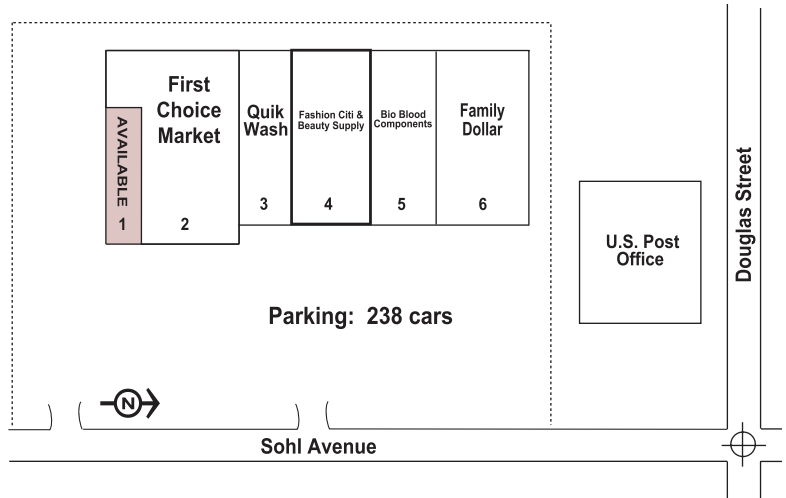 First
Choice
Market
AVAILABLE
1
2
Quik
Wash
3
Fashion Citi &
Beauty Supply
4
Bio Blood
Components
5
Family
Dollar
6
U.S. Post
Office
Douglas Street
Parking: 238 cars
N
Sohl Avenue